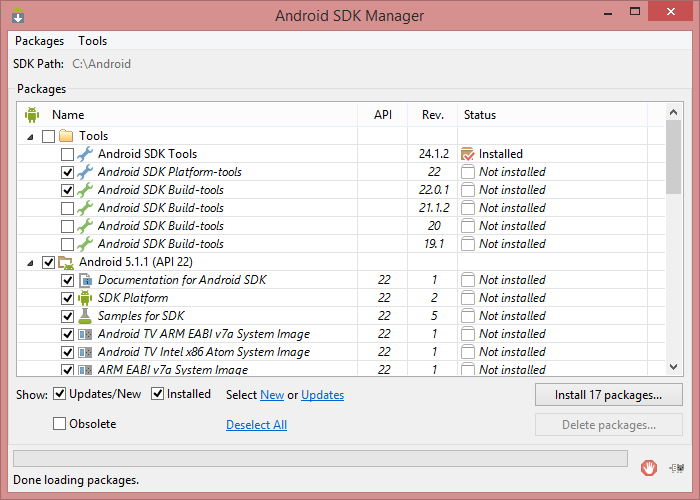 Android SDK Manager
Packages Tools
SDK Path: C:\Android
Packages
Name API Rev. Status
Tools
Android SDK Tools 24.1.2 Installed
Android SDK Platform-tools 22 Not installed
Android SDK Build-tools 22.0.1 Not installed
Android SDK Build-tools 21.1.2 Not installed
Android SDK Build-tools 20 Not installed
Android SDK Build-tools 19.1 Not installed
Android 5.1.1 (API 22)
Documentation for Android SDK 22 1 Not installed
SDK Platform 22 2 Not installed
Samples for SDK 22 5 Not installed
Android TV ARM EABI v7a System Image 22 1 Not installed
Android TV Intel x86 Atom System Image 22 1 Not installed
ARM EABI v7a System Image 22 1 Not installed
Show: Updates/New Installed Select New or Updates Install 17 packages...
Obsolete Deselect All Delete packages...
Done loading packages.